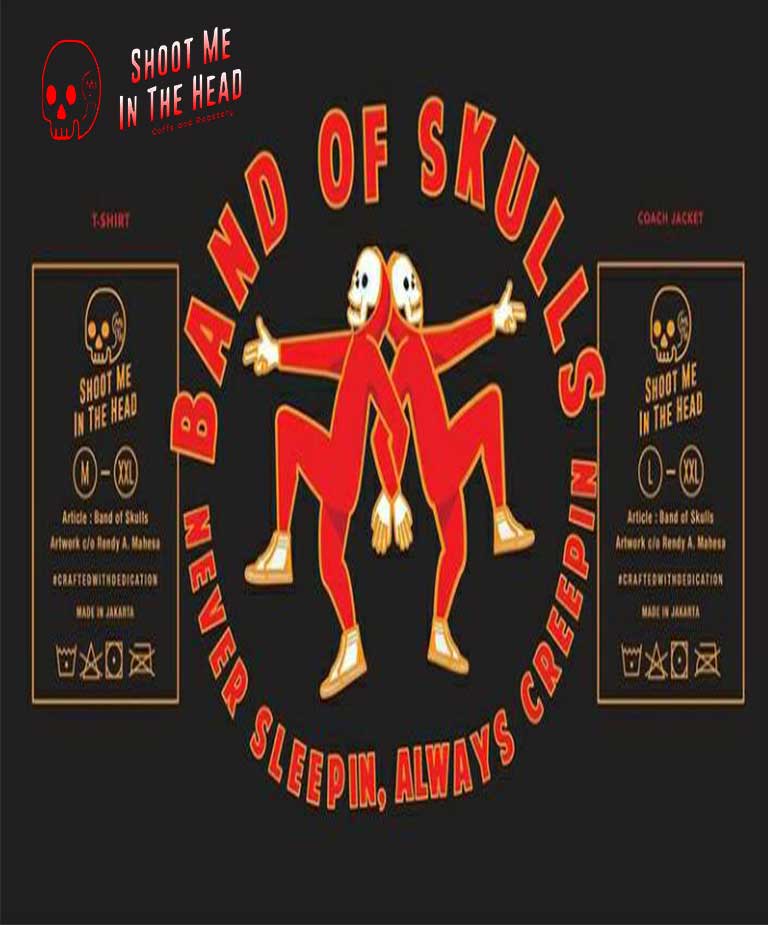 SHOOT ME
IN THE HEAD
Caffe and Roastery
BAND OF SKULLS
T-SHIRT
COACH JACKET
SHOOT ME
IN THE HEAD
M - XXL
Article : Band of Skulls
Artwork c/o Rendy A. Mahesa
#CRAFTEDWITHDEDICATION
MADE IN JAKARTA
SHOOT ME
IN THE HEAD
L - XXL
Article : Band of Skulls
Artwork c/o Rendy A. Mahesa
#CRAFTEDWITHDEDICATION
MADE IN JAKARTA
NEVER SLEEPIN, ALWAYS CREEPIN